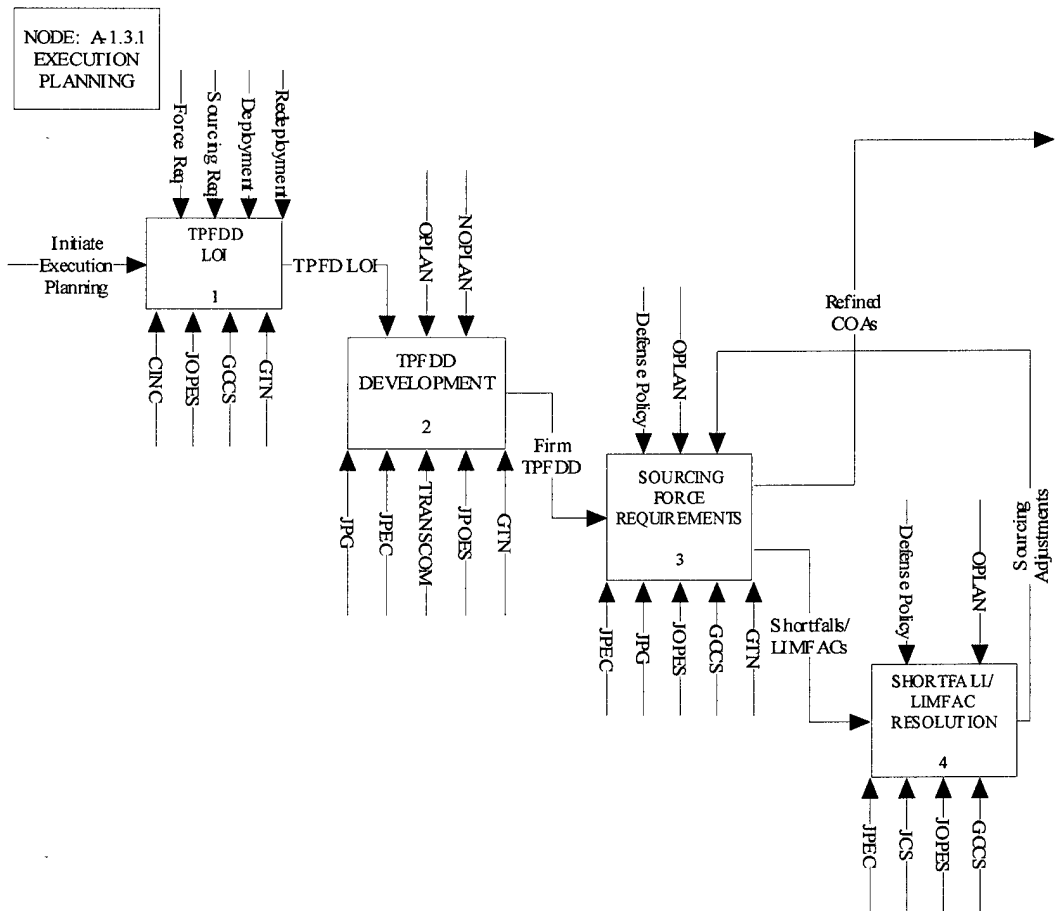 NODE: A-1.3.1
EXECUTION
PLANNING
Force Req
Sourcing Req
Deployment
Redeployment
Initiate
Execution
Planning
TPFDD
LOI
1
TPFD LOI
CINC
JOPES
GCCS
GTN
OPLAN
NOPLAN
TPFDD
DEVELOPMENT
2
JPG
JPEC
TRANSCOM
JPOES
GTN
Firm
TPFDD
Defense Policy
OPLAN
Refined
COAs
SOURCING
FORCE
REQUIREMENTS
3
JPEC
JPG
JOPES
GCCS
GTN
Shortfalls/
LIMFACs
Defense Policy
OPLAN
Sourcing
Adjustments
SHORTFALL/
LIMFAC
RESOLUTION
4
JPEC
JCS
JOPES
GCCS